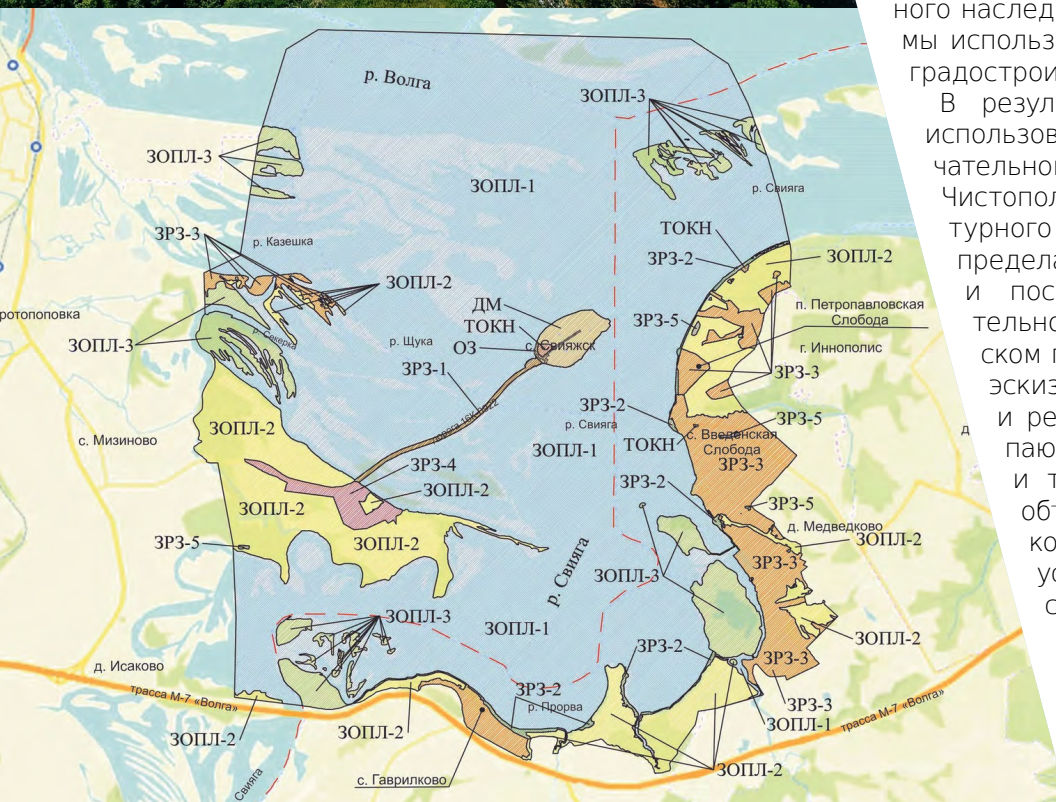 р. Волга
ЗОПЛ-3
ЗОПЛ-3
ЗОПЛ-1
р. Свияга
ЗРЗ-3
р. Казешка
ТОКН
ЗРЗ-2
ЗОПЛ-2
ЗОПЛ-2
п. Петропавловская
Слобода
ДМ
ТОКН
ОЗ
с. Свияжск
ЗРЗ-5
ротопоповка
ЗОПЛ-3
р. Секерка
р. Щука
г. Иннополис
ЗРЗ-1
ЗРЗ-3
дорога 16К-0922
ЗРЗ-2
р. Свияга
ЗРЗ-5
с. Мизиново
ЗОПЛ-2
ЗОПЛ-1
ТОКН
с. Введенская
Слобода
ЗРЗ-3
ЗРЗ-4
ЗОПЛ-2
ЗРЗ-2
ЗОПЛ-2
ЗРЗ-5
д. Медведково
ЗОПЛ-2
ЗРЗ-5
ЗОПЛ-2
р. Свияга
ЗОПЛ-3
ЗРЗ-3
ЗОПЛ-3
ЗОПЛ-1
ЗОПЛ-2
ЗРЗ-2
ЗРЗ-3
д. Исаково
трасса М-7 «Волга»
ЗРЗ-2
р. Прорва
ЗРЗ-3
ЗОПЛ-1
трасса М-7 «Волга»
ЗОПЛ-2
ЗОПЛ-2
ЗОПЛ-2
с. Гаврилково
Свияга
д
ного наслед
мы использ
градострои
В резул
использов
чательно
Чистопол
турного
предела
и пос
тельно
ском г
эскиз
и ре
паю
и т
объ
ко
ус
с